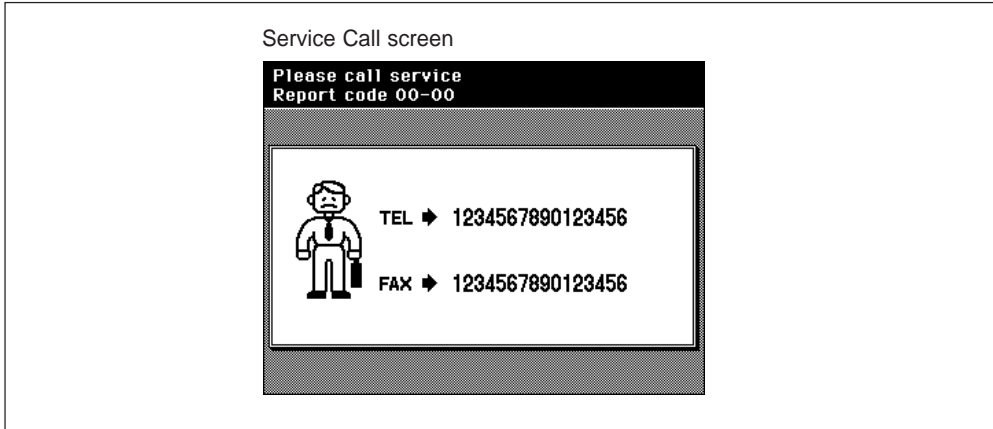 Service Call screen
Please call service
Report code 00-00
TEL ➧ 1234567890123456
FAX ➧ 1234567890123456